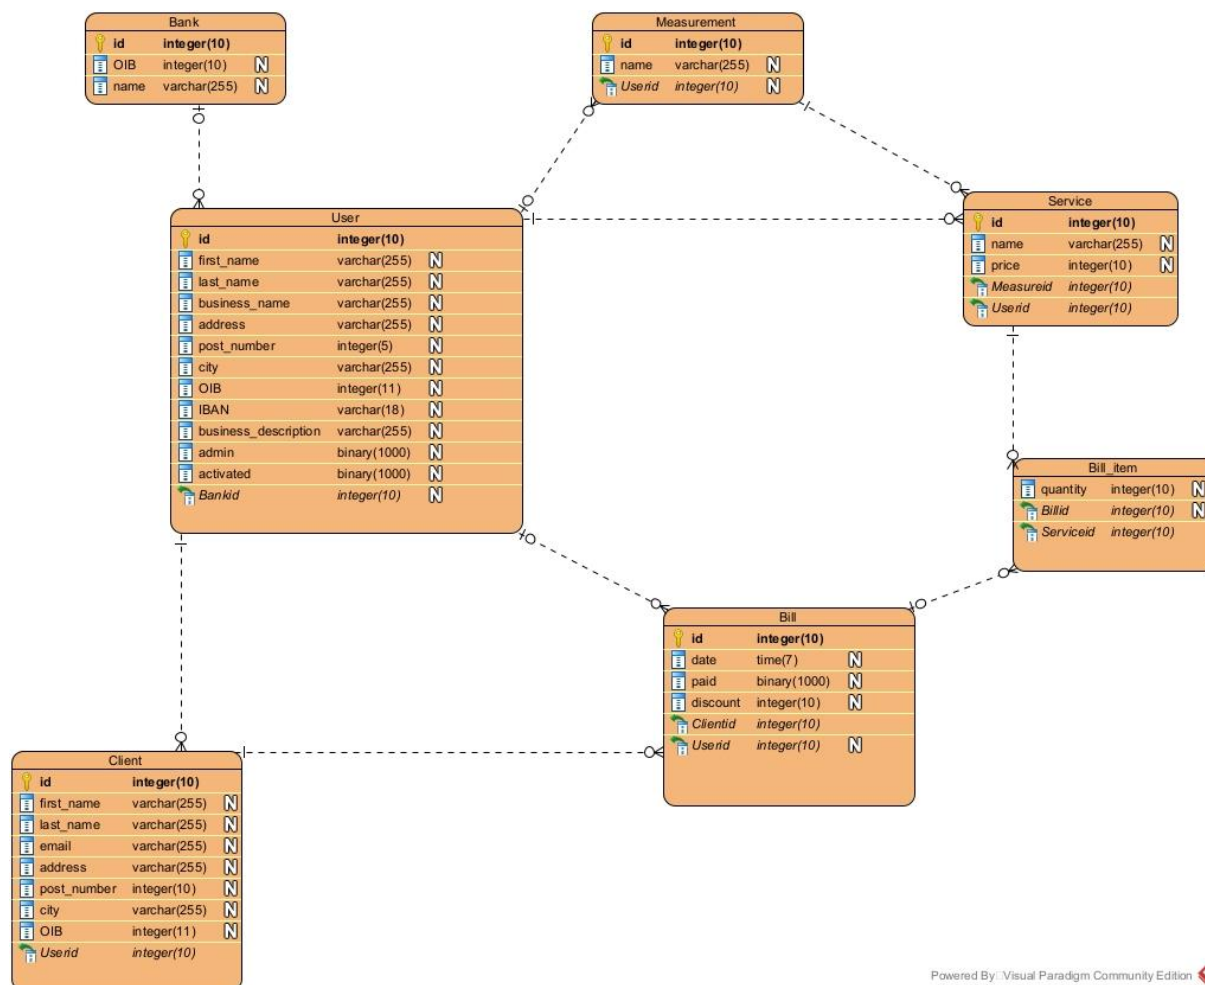 Bank
id integer(10)
OIB integer(10) N
name varchar(255) N
Measurement
id integer(10)
name varchar(255) N
Userid integer(10) N
User
id integer(10)
first_name varchar(255) N
last_name varchar(255) N
business_name varchar(255) N
address varchar(255) N
post_number integer(5) N
city varchar(255) N
OIB integer(11) N
IBAN varchar(18) N
business_description varchar(255) N
admin binary(1000) N
activated binary(1000) N
Bankid integer(10) N
Service
id integer(10)
name varchar(255) N
price integer(10) N
Measureid integer(10)
Userid integer(10)
Bill_item
quantity integer(10) N
Billid integer(10) N
Serviceid integer(10)
Bill
id integer(10)
date time(7) N
paid binary(1000) N
discount integer(10) N
Clientid integer(10)
Userid integer(10) N
Client
id integer(10)
first_name varchar(255) N
last_name varchar(255) N
email varchar(255) N
address varchar(255) N
post_number integer(10) N
city varchar(255) N
OIB integer(11) N
Userid integer(10)
Powered By Visual Paradigm Community Edition